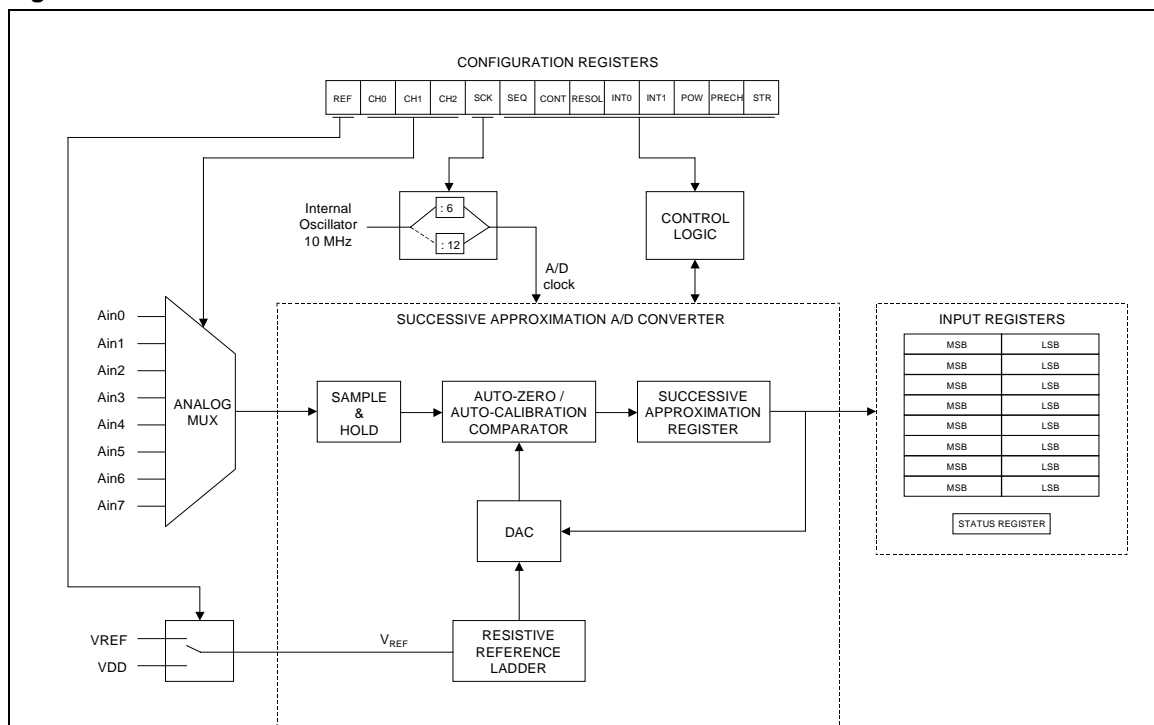 CONFIGURATION REGISTERS
REF CH0 CH1 CH2 SCK SEQ CONT RESOL INT0 INT1 POW PRECH STR
Internal
Oscillator
10 MHz
: 6
: 12
CONTROL
LOGIC
A/D
clock
SUCCESSIVE APPROXIMATION A/D CONVERTER
INPUT REGISTERS
Ain0
Ain1
Ain2
Ain3
Ain4
Ain5
Ain6
Ain7
ANALOG
MUX
SAMPLE
&
HOLD
AUTO-ZERO /
AUTO-CALIBRATION
COMPARATOR
SUCCESSIVE
APPROXIMATION
REGISTER
MSB LSB
MSB LSB
MSB LSB
MSB LSB
MSB LSB
MSB LSB
MSB LSB
MSB LSB
STATUS REGISTER
DAC
VREF
VDD
VREF
RESISTIVE
REFERENCE
LADDER